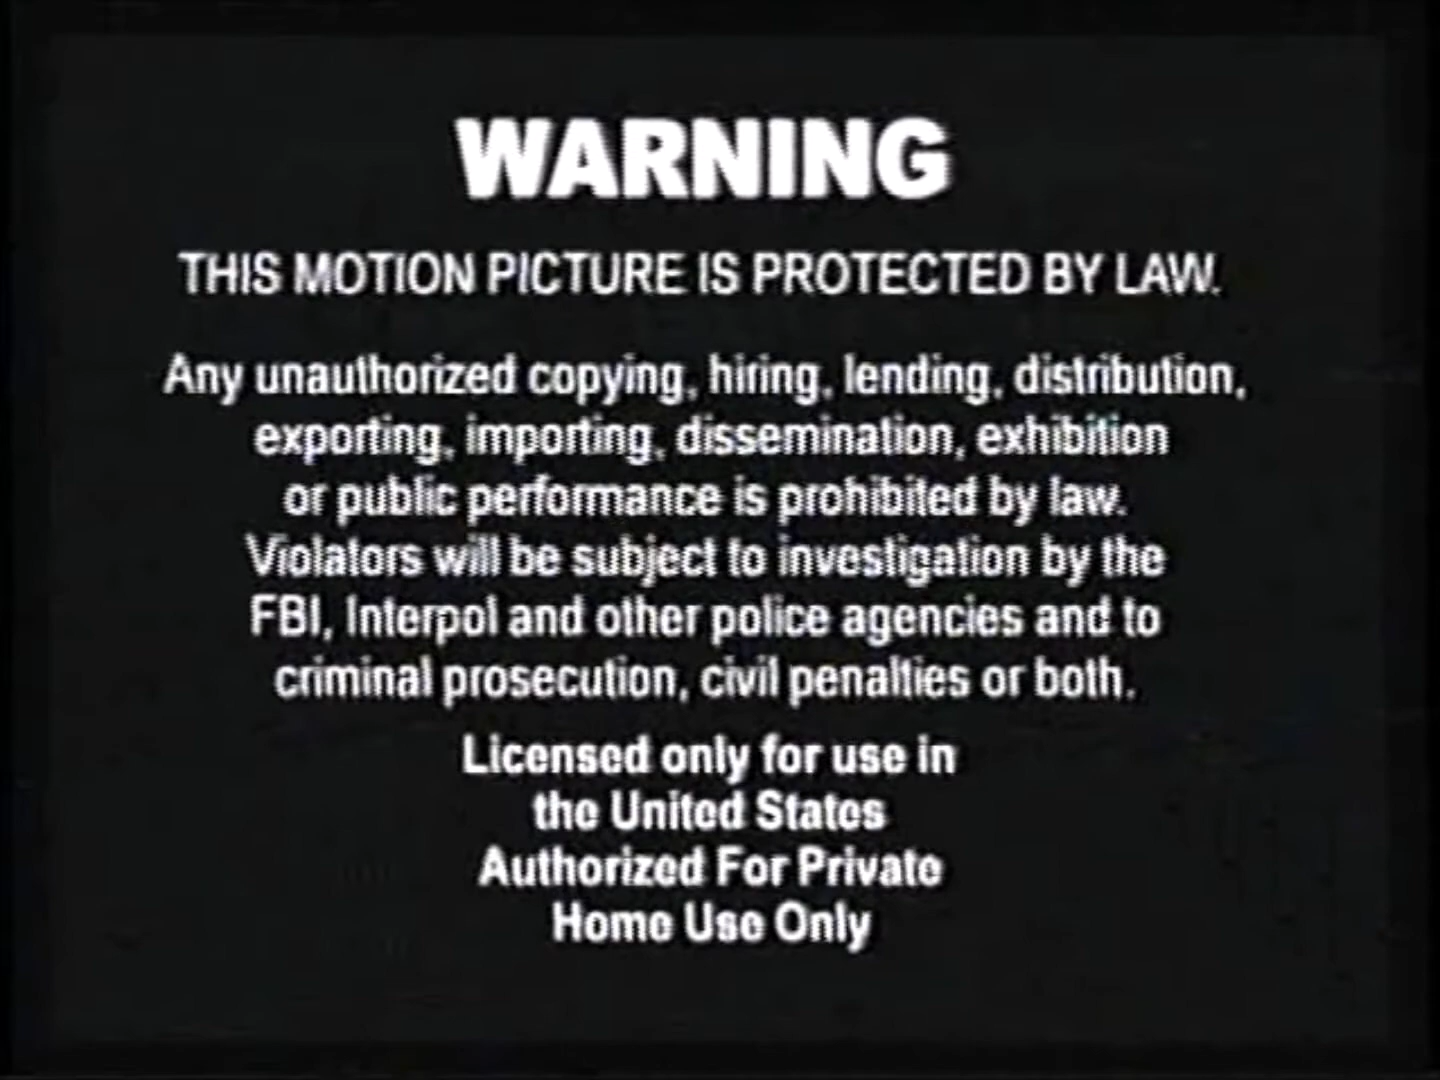 WARNING
THIS MOTION PICTURE IS PROTECTED BY LAW.
Any unauthorized copying, hiring, lending, distribution,
exporting, importing, dissemination, exhibition
or public performance is prohibited by law.
Violators will be subject to investigation by the
FBI, Interpol and other police agencies and to
criminal prosecution, civil penalties or both.
Licensed only for use in
the United States
Authorized For Private
Home Use Only